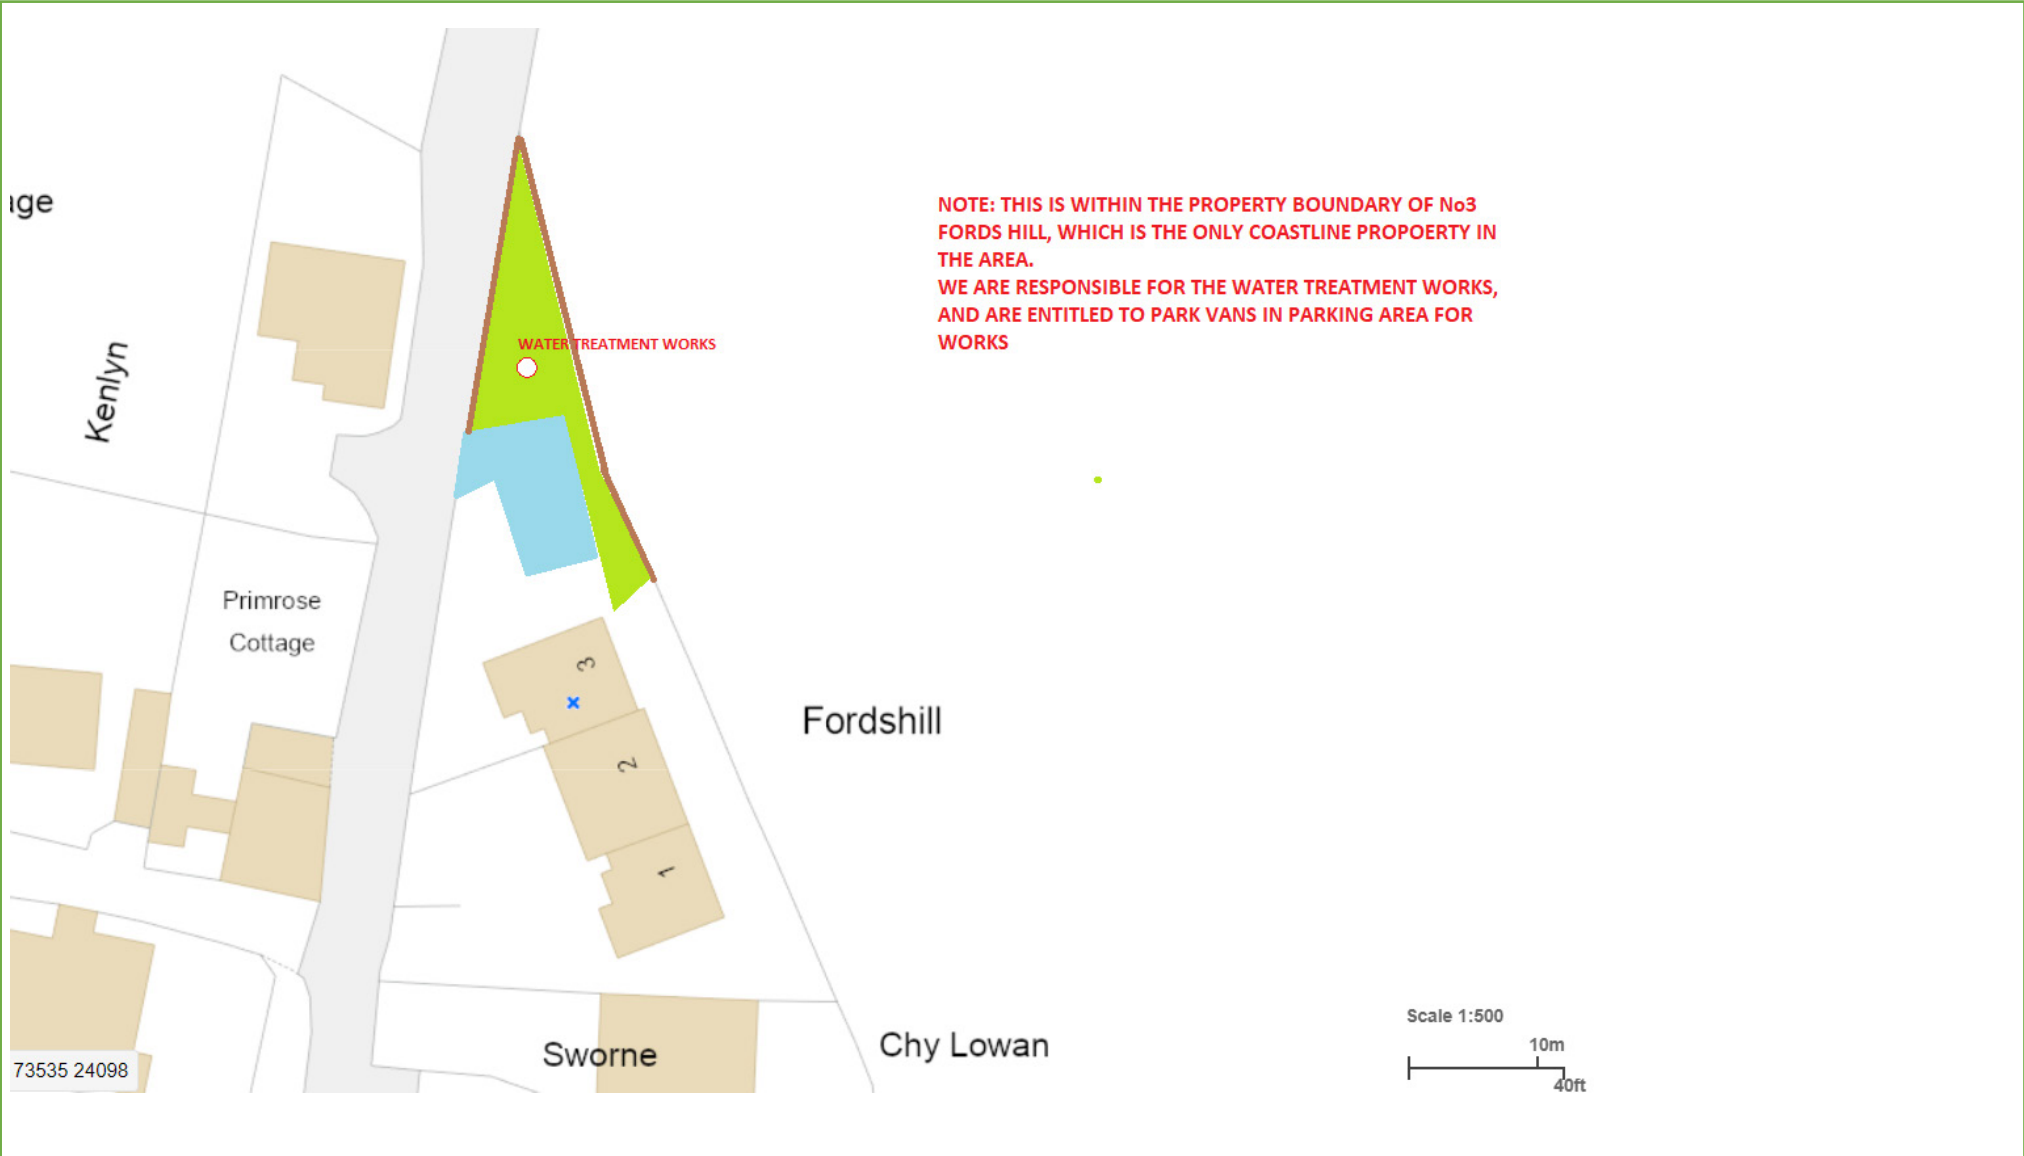 age
NOTE: THIS IS WITHIN THE PROPERTY BOUNDARY OF No3
FORDS HILL, WHICH IS THE ONLY COASTLINE PROPOERTY IN
THE AREA.
WE ARE RESPONSIBLE FOR THE WATER TREATMENT WORKS,
AND ARE ENTITLED TO PARK VANS IN PARKING AREA FOR
WORKS
WATER TREATMENT WORKS
Kenlyn
Primrose
Cottage
3
2
1
Fordshill
Sworne
Chy Lowan
73535 24098
Scale 1:500
10m
40ft